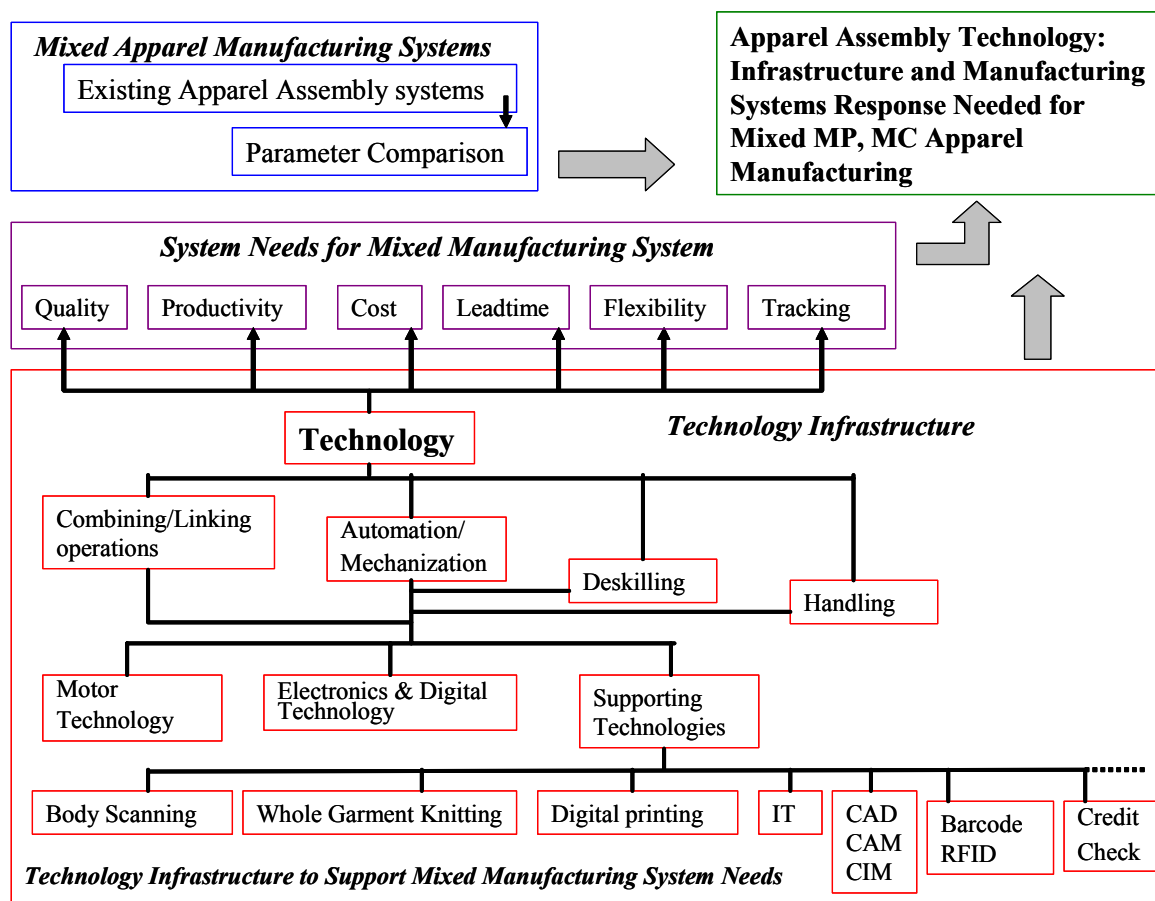 Mixed Apparel Manufacturing Systems
Existing Apparel Assembly systems
Parameter Comparison
Apparel Assembly Technology:
Infrastructure and Manufacturing
Systems Response Needed for
Mixed MP, MC Apparel
Manufacturing
System Needs for Mixed Manufacturing System
Quality
Productivity
Cost
Leadtime
Flexibility
Tracking
Technology
Technology Infrastructure
Combining/Linking
operations
Automation/
Mechanization
Deskilling
Handling
Motor
Technology
Electronics & Digital
Technology
Supporting
Technologies
Body Scanning
Whole Garment Knitting
Digital printing
IT
CAD
CAM
CIM
Barcode
RFID
Credit
Check
Technology Infrastructure to Support Mixed Manufacturing System Needs